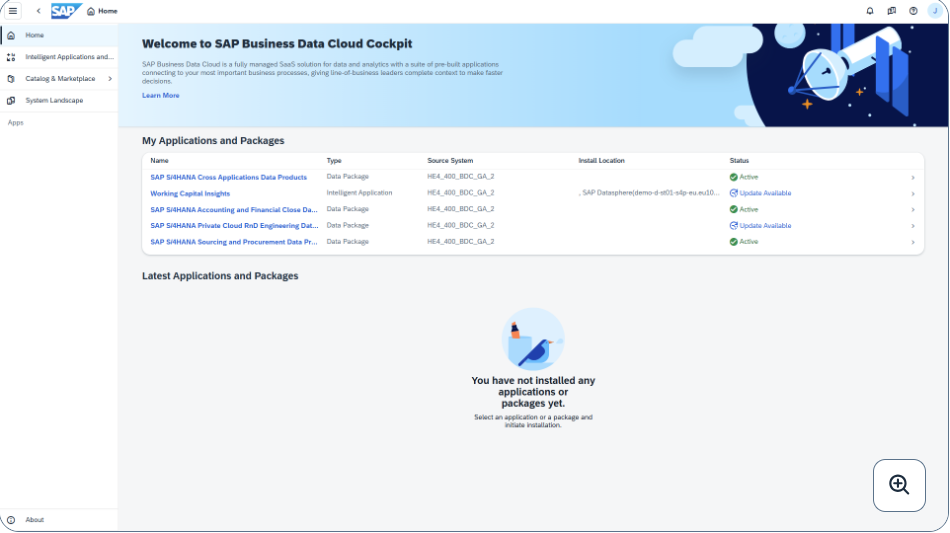 SAP Home
Home
Intelligent Applications and...
Catalog & Marketplace
System Landscape
Apps
About
J
Welcome to SAP Business Data Cloud Cockpit
SAP Business Data Cloud is a fully managed SaaS solution for data and analytics with a suite of pre-built applications
connecting to your most important business processes, giving line-of-business leaders complete context to make faster
decisions.
Learn More
My Applications and Packages
Name Type Source System Install Location Status
SAP S/4HANA Cross Applications Data Products Data Package HE4_400_BDC_GA_2 Active
Working Capital Insights Intelligent Application HE4_400_BDC_GA_2 , SAP Datasphere(demo-d-st01-s4p-eu.eu10... Update Available
SAP S/4HANA Accounting and Financial Close Da... Data Package HE4_400_BDC_GA_2 Active
SAP S/4HANA Private Cloud RnD Engineering Dat... Data Package HE4_400_BDC_GA_2 Update Available
SAP S/4HANA Sourcing and Procurement Data Pr... Data Package HE4_400_BDC_GA_2 Active
Latest Applications and Packages
You have not installed any
applications or
packages yet.
Select an application or a package and
initiate installation.